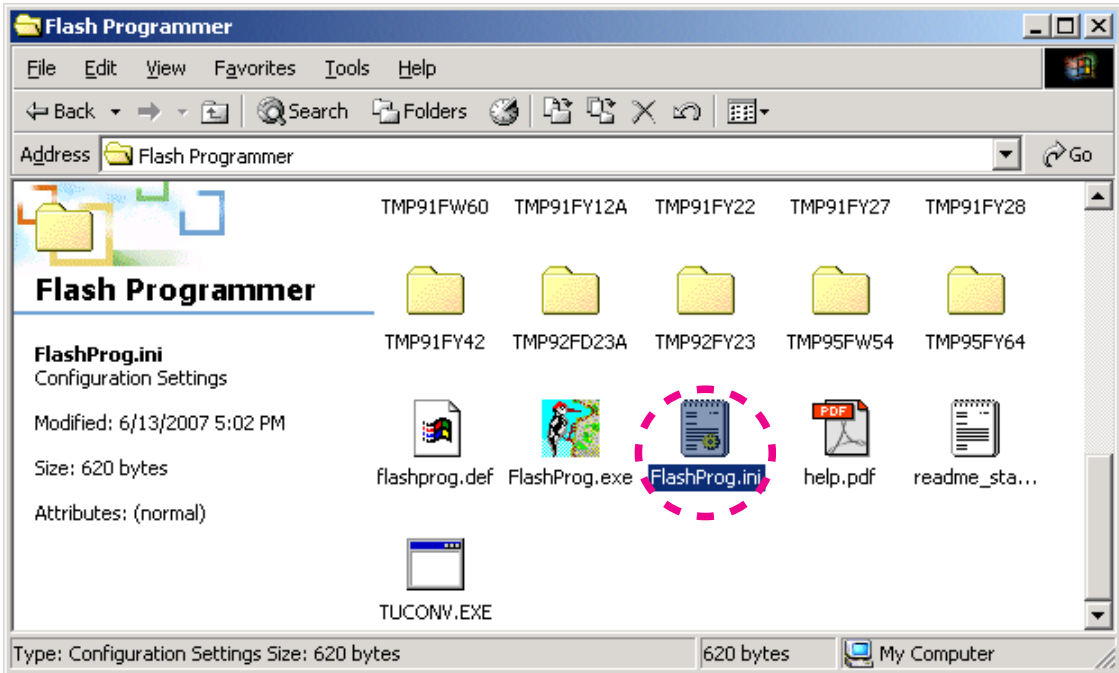 Flash Programmer
File Edit View Favorites Tools Help
Back Search Folders
Address Flash Programmer Go
TMP91FW60 TMP91FY12A TMP91FY22 TMP91FY27 TMP91FY28
Flash Programmer
TMP91FY42 TMP92FD23A TMP92FY23 TMP95FW54 TMP95FY64
FlashProg.ini
Configuration Settings
Modified: 6/13/2007 5:02 PM
PDF
Size: 620 bytes
flashprog.def FlashProg.exe FlashProg.ini help.pdf readme_sta...
Attributes: (normal)
TUCONV.EXE
Type: Configuration Settings Size: 620 bytes 620 bytes My Computer